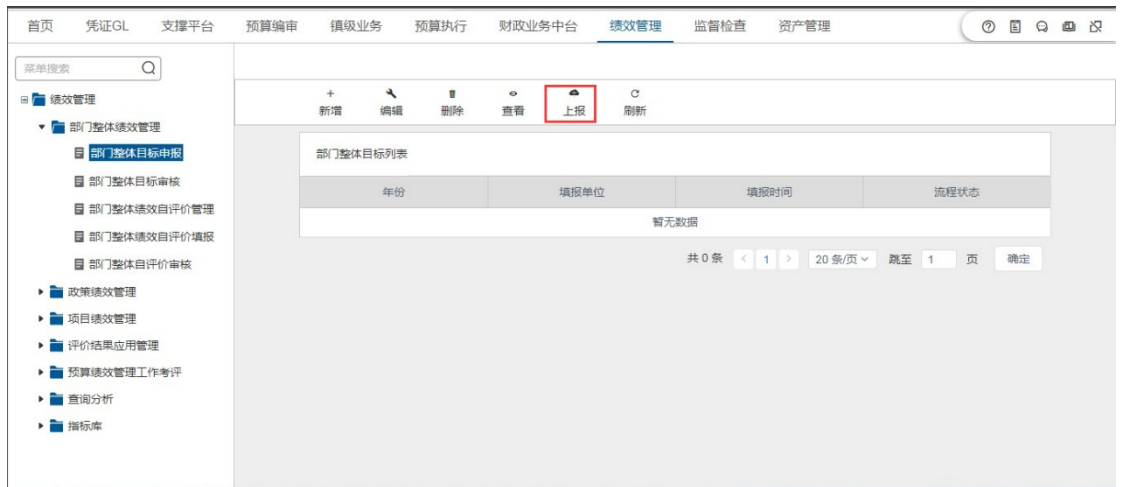 首页 凭证GL 支撑平台 预算编审 镇级业务 预算执行 财政业务中台 绩效管理 监督检查 资产管理
菜单搜索
绩效管理
部门整体绩效管理
部门整体目标申报
部门整体目标审核
部门整体绩效自评价管理
部门整体绩效自评价填报
部门整体自评价审核
政策绩效管理
项目绩效管理
评价结果应用管理
预算绩效管理工作考评
查询分析
指标库
新增 编辑 删除 查看 上报 刷新
部门整体目标列表
年份 填报单位 填报时间 流程状态
暂无数据
共 0 条 < 1 > 20 条/页 跳至 1 页 确定